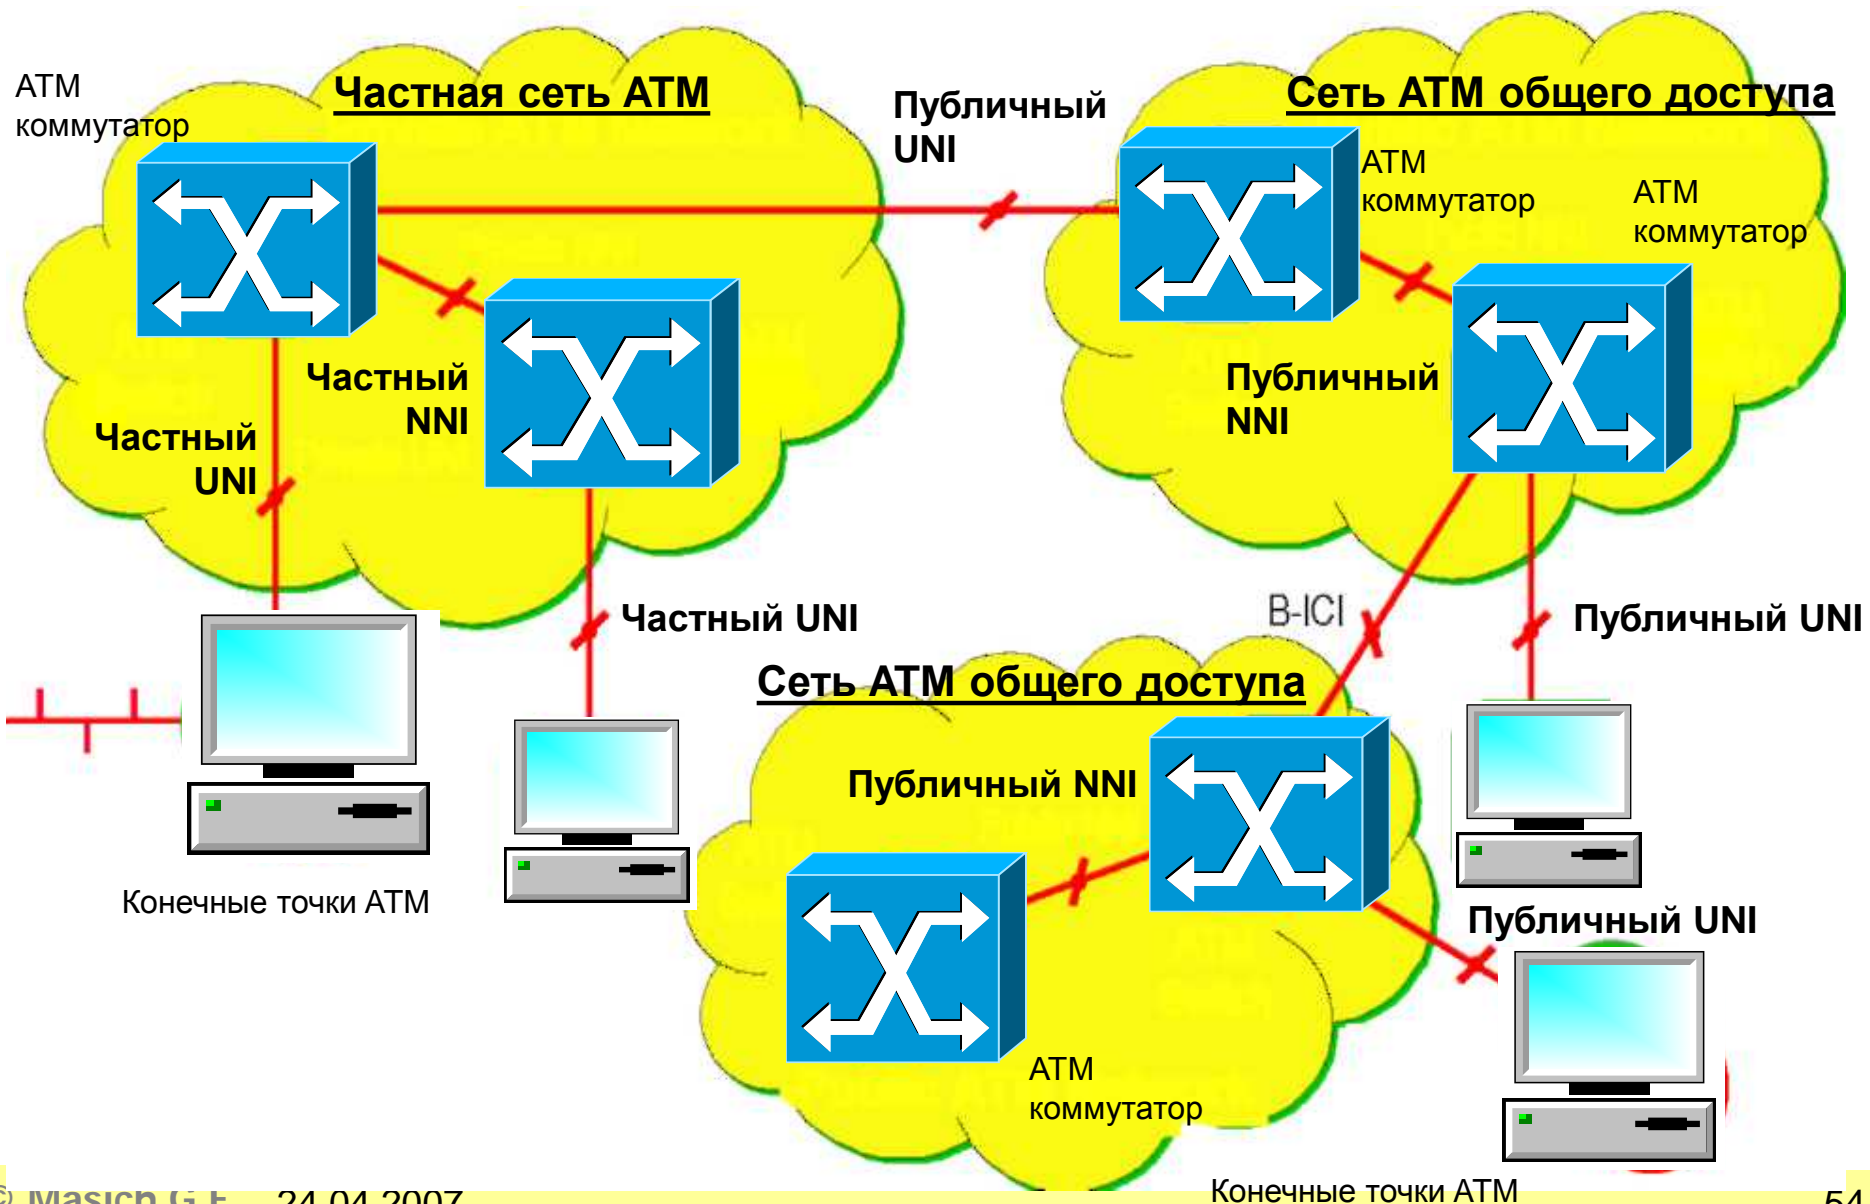 Частная сеть АТМ
Сеть АТМ общего доступа
АТМ
коммутатор
Публичный
UNI
АТМ
коммутатор
АТМ
коммутатор
Частный
NNI
Публичный
NNI
Частный
UNI
Частный UNI
B-ICI
Публичный UNI
Сеть АТМ общего доступа
Публичный NNI
Конечные точки АТМ
Публичный UNI
АТМ
коммутатор
Конечные точки АТМ
© Masich G.F. 24.04.2007
54